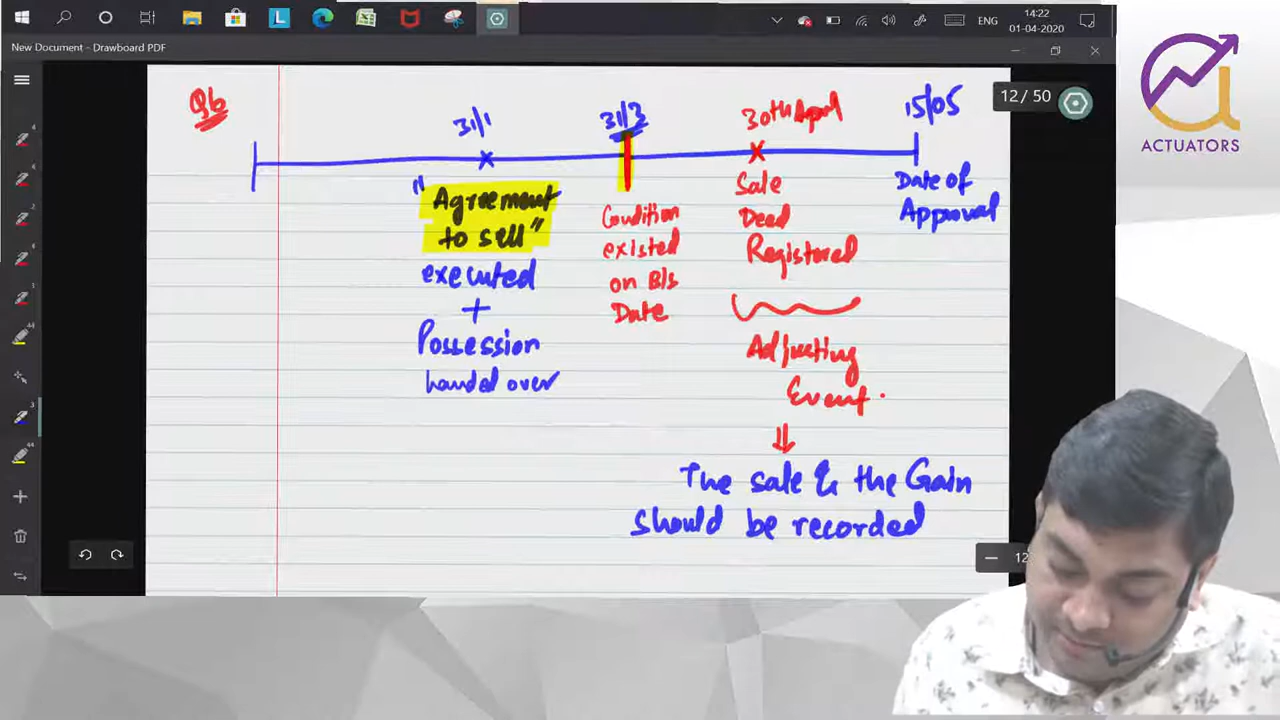 14:22
ENG
01-04-2020
New Document - Drawboard PDF
12 / 50
ACTUATORS
Q6
31/1
31/3
30th April
15/05
"Agreement
to sell"
executed
+
Possession
handed over
Condition
existed
on B/s
Date
Sale
Deed
Registered
Adjusting
Event.
Date of
Approval
The sale & the Gain
should be recorded
12